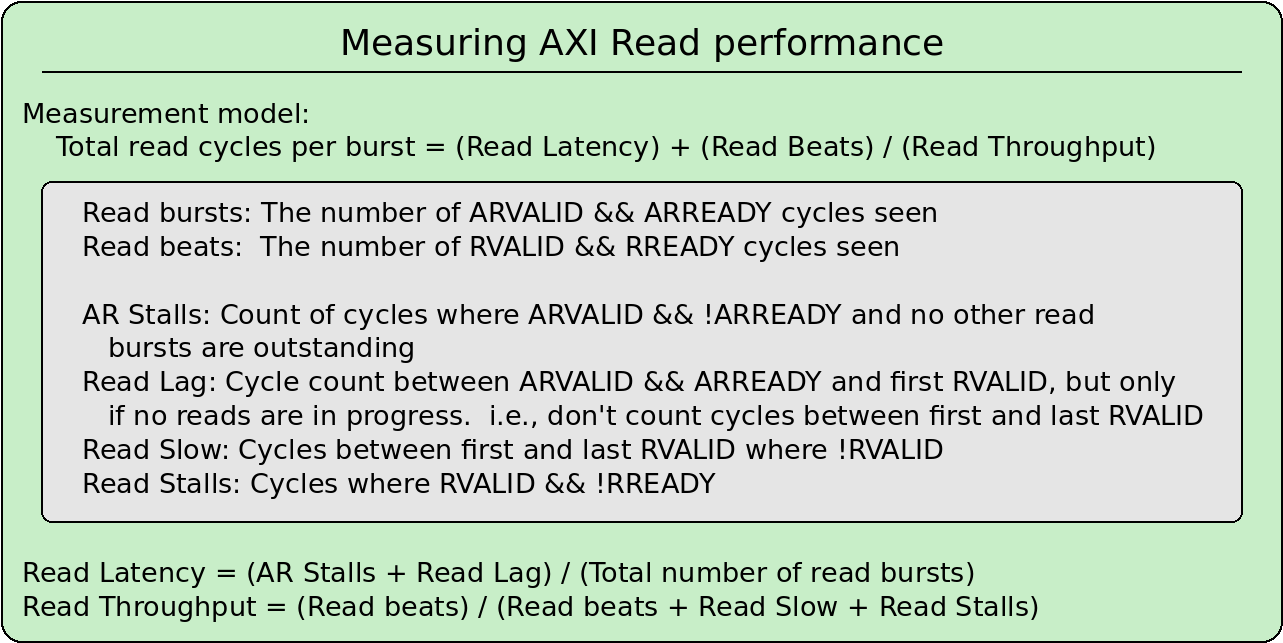 Measuring AXI Read performance
Measurement model:
Total read cycles per burst = (Read Latency) + (Read Beats) / (Read Throughput)
Read bursts: The number of ARVALID && ARREADY cycles seen
Read beats:  The number of RVALID && RREADY cycles seen
AR Stalls: Count of cycles where ARVALID && !ARREADY and no other read
bursts are outstanding
Read Lag: Cycle count between ARVALID && ARREADY and first RVALID, but only
if no reads are in progress.  i.e., don't count cycles between first and last RVALID
Read Slow: Cycles between first and last RVALID where !RVALID
Read Stalls: Cycles where RVALID && !RREADY
Read Latency = (AR Stalls + Read Lag) / (Total number of read bursts)
Read Throughput = (Read beats) / (Read beats + Read Slow + Read Stalls)